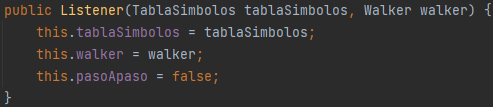 public Listener(TablaSimbolos tablaSimbolos, Walker walker) {
    this.tablaSimbolos = tablaSimbolos;
    this.walker = walker;
    this.pasoApaso = false;
}